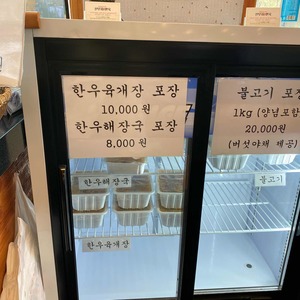 한우육개장 포장
10.000원
한우해장국 포장
8.000원
불고기 포장
1kg (양념포함
20.000원
(버섯야채 제공)
한우해장국
불고기
한우육개장